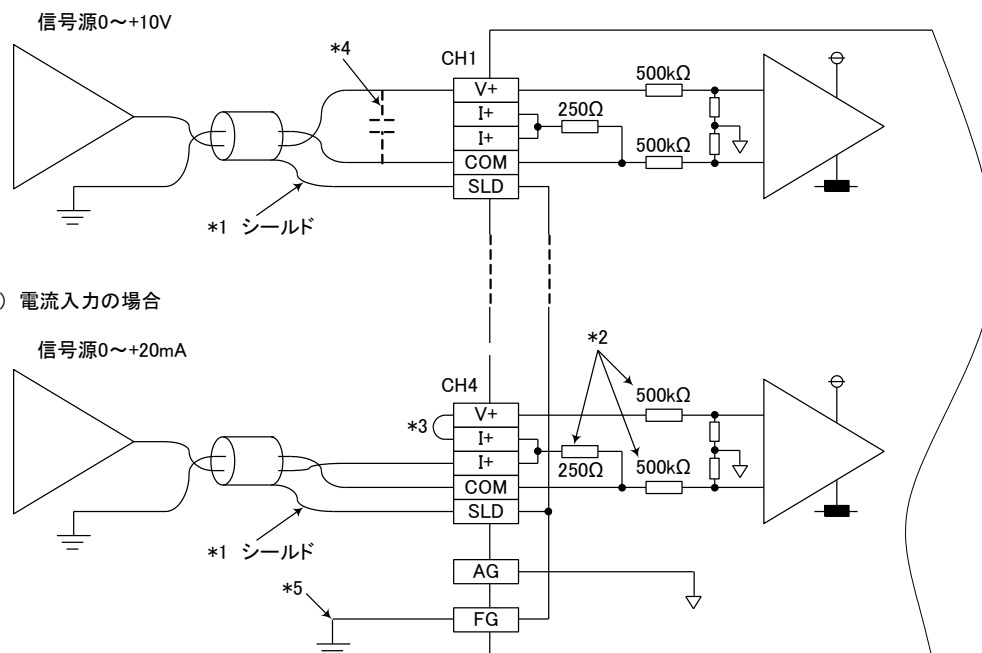 信号源0～+10V
*4
CH1
V+
I+
I+
COM
SLD
500kΩ
250Ω
500kΩ
*1 シールド
) 電流入力の場合
信号源0～+20mA
*2
CH4
*3
V+
I+
I+
COM
SLD
500kΩ
250Ω
500kΩ
*1 シールド
AG
*5
FG